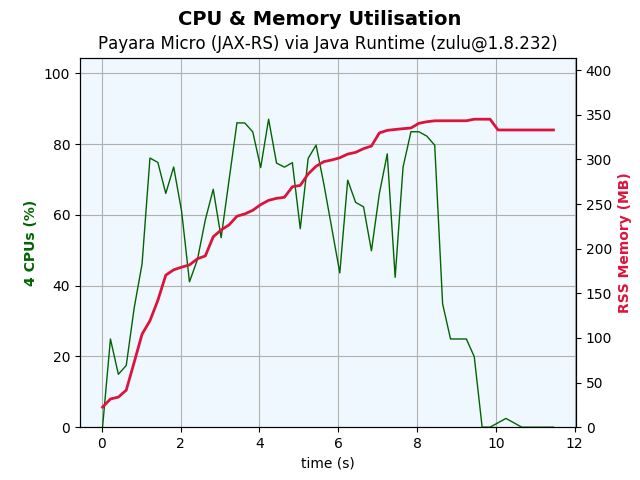 CPU & Memory Utilisation
Payara Micro (JAX-RS) via Java Runtime (zulu@1.8.232)
100
80
60
40
20
0
4 CPUs (%)
400
350
300
250
200
150
100
50
0
RSS Memory (MB)
0 2 4 6 8 10 12
time (s)